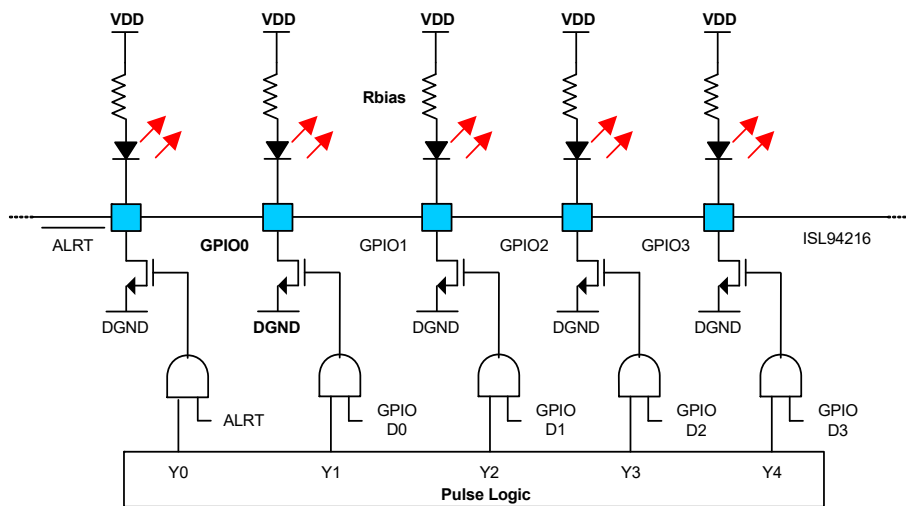 VDD VDD VDD VDD VDD
Rbias
ALRT GPIO0 GPIO1 GPIO2 GPIO3 ISL94216
DGND DGND DGND DGND DGND
ALRT GPIO D0 GPIO D1 GPIO D2 GPIO D3
Y0 Y1 Y2 Y3 Y4
Pulse Logic